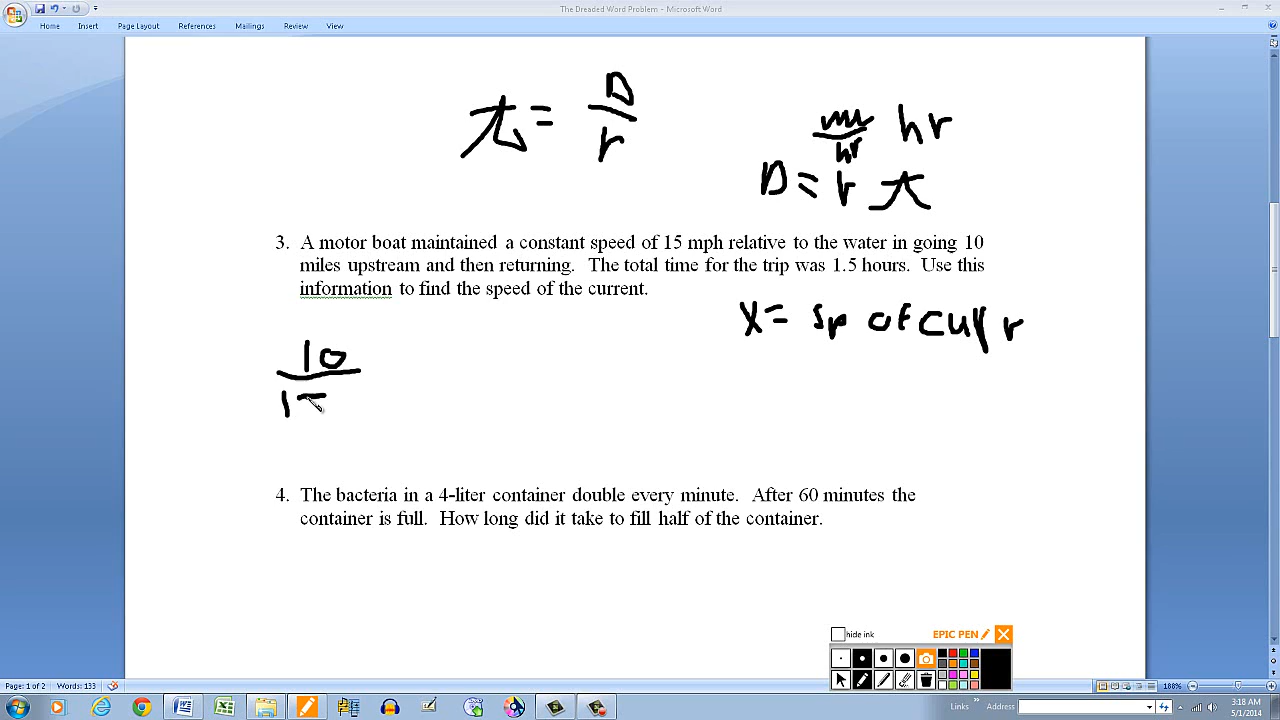 The Dreaded Word Problem - Microsoft Word
Home Insert Page Layout References Mailings Review View
t = D
r
mi hr
hr
D = r t
3. A motor boat maintained a constant speed of 15 mph relative to the water in going 10
miles upstream and then returning. The total time for the trip was 1.5 hours. Use this
information to find the speed of the current.
X = sp of curr
10
15
4. The bacteria in a 4-liter container double every minute. After 60 minutes the
container is full. How long did it take to fill half of the container.
hide ink EPIC PEN
Page: 1 of 2 Words: 133 188%
Links Address 3:18 AM
5/1/2014